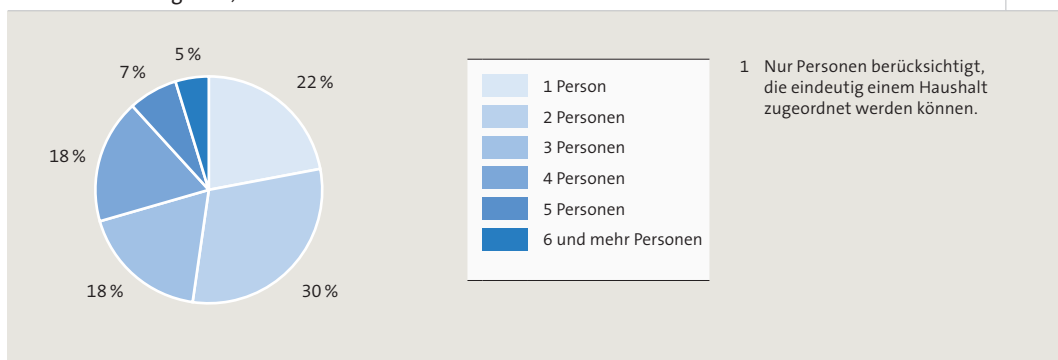 5 %
7 %
22 %
18 %
18 %
30 %
1 Person
2 Personen
3 Personen
4 Personen
5 Personen
6 und mehr Personen
1 Nur Personen berücksichtigt,
die eindeutig einem Haushalt
zugeordnet werden können.